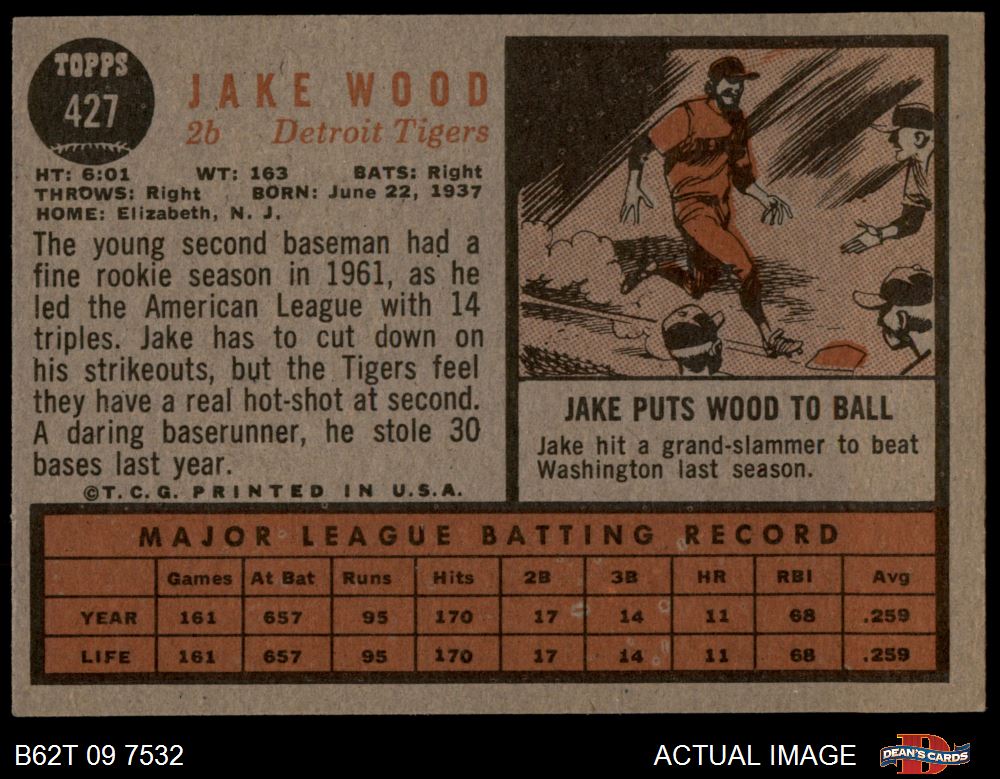 TOPPS
427
JAKE WOOD
2b Detroit Tigers
HT: 6:01 WT: 163 BATS: Right
THROWS: Right BORN: June 22, 1937
HOME: Elizabeth, N. J.
The young second baseman had a
fine rookie season in 1961, as he
led the American League with 14
triples. Jake has to cut down on
his strikeouts, but the Tigers feel
they have a real hot-shot at second.
A daring baserunner, he stole 30
bases last year.
©T.C.G. PRINTED IN U.S.A.
JAKE PUTS WOOD TO BALL
Jake hit a grand-slammer to beat
Washington last season.
MAJOR LEAGUE BATTING RECORD
Games At Bat Runs Hits 2B 3B HR RBI Avg
YEAR 161 657 95 170 17 14 11 68 .259
LIFE 161 657 95 170 17 14 11 68 .259
B62T 09 7532 ACTUAL IMAGE DEAN'S CARDS